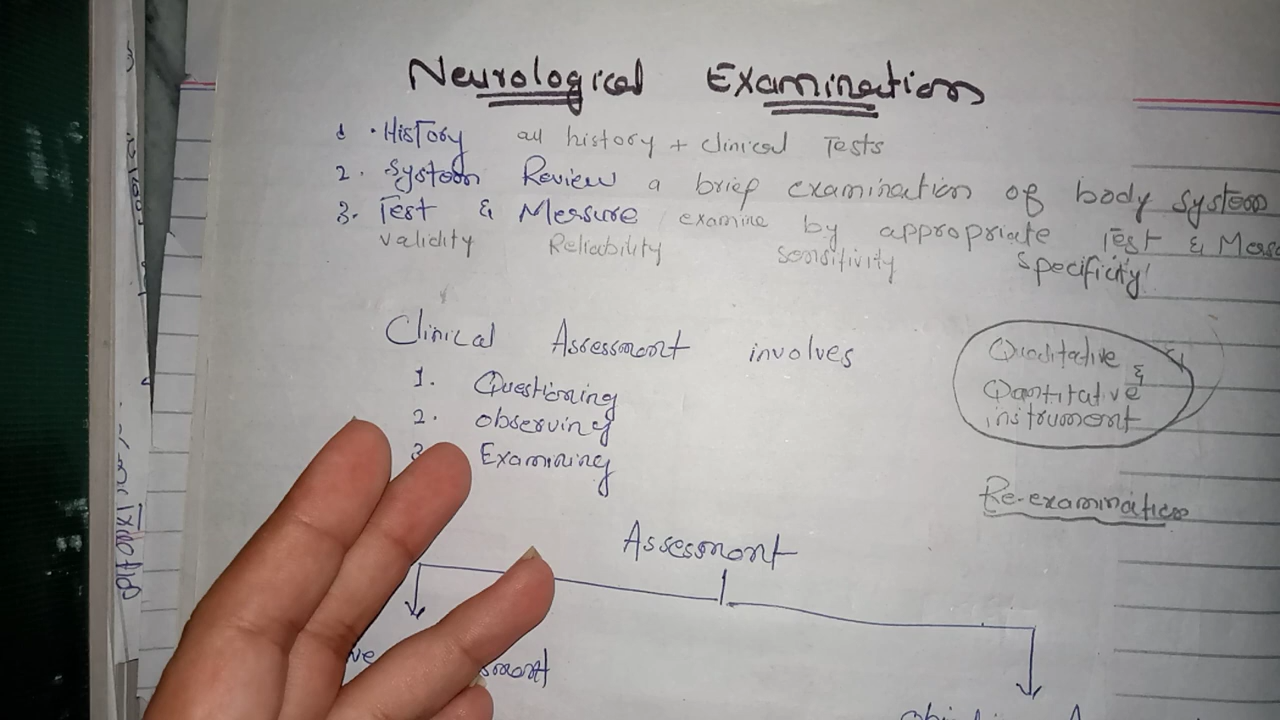 Neurological Examination
1. History all history + clinical Tests
2. System Review a brief examination of body system
3. Test & Measure examine by appropriate Test & Meas
validity Reliability sensitivity specificity
Clinical Assessment involves
1. Questioning
2. observing
3 Examining
Qualitative &
Quantitative
instrument
Re-examination
Assessment
ve